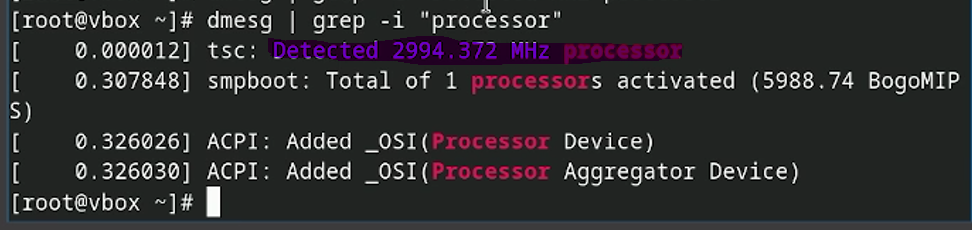 [root@vbox ~]# dmesg | grep -i "processor"
[    0.000012] tsc: Detected 2994.372 MHz processor
[    0.307848] smpboot: Total of 1 processors activated (5988.74 BogoMIP
S)
[    0.326026] ACPI: Added _OSI(Processor Device)
[    0.326030] ACPI: Added _OSI(Processor Aggregator Device)
[root@vbox ~]#